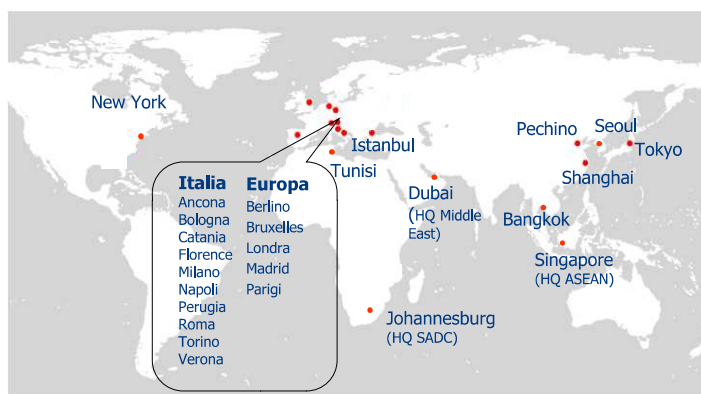 New York
Istanbul
Tunisi
Dubai
(HQ Middle
East)
Pechino
Seoul
Tokyo
Shanghai
Bangkok
Singapore
(HQ ASEAN)
Johannesburg
(HQ SADC)
Italia
Ancona
Bologna
Catania
Florence
Milano
Napoli
Perugia
Roma
Torino
Verona
Europa
Berlino
Bruxelles
Londra
Madrid
Parigi